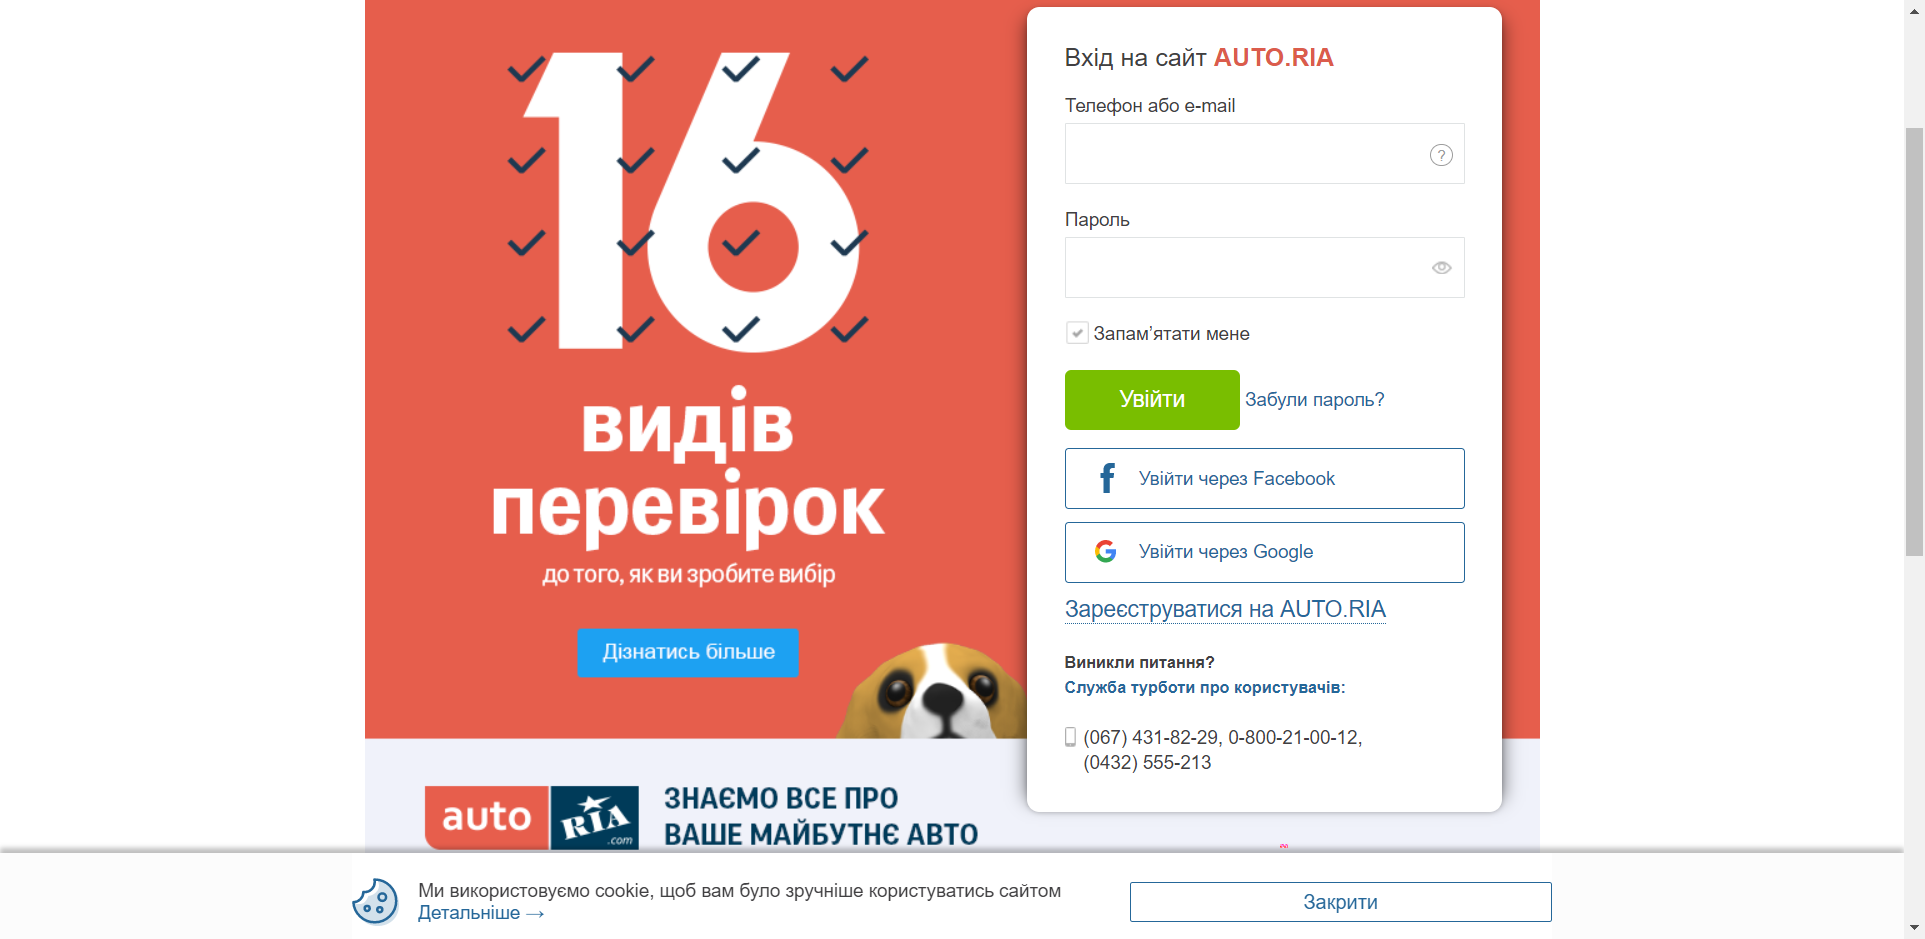 16
видів
перевірок
до того, як ви зробите вибір
Дізнатись більше
auto RIA .com
ЗНАЄМО ВСЕ ПРО
ВАШЕ МАЙБУТНЄ АВТО
Вхід на сайт AUTO.RIA
Телефон або e-mail
?
Пароль
Запам’ятати мене
Увійти Забули пароль?
f Увійти через Facebook
G Увійти через Google
Зареєструватися на AUTO.RIA
Виникли питання?
Служба турботи про користувачів:
(067) 431-82-29, 0-800-21-00-12,
(0432) 555-213
Ми використовуємо cookie, щоб вам було зручніше користуватись сайтом
Детальніше →
Закрити